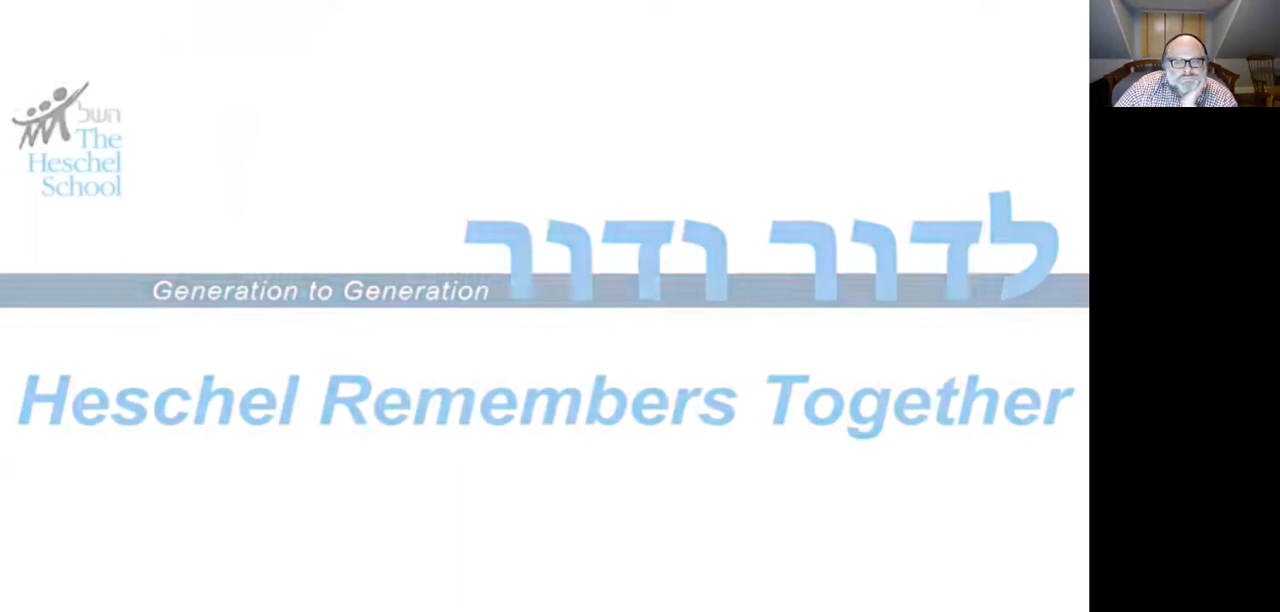 השל
The
Heschel
School
לדור ודור
Generation to Generation
Heschel Remembers Together